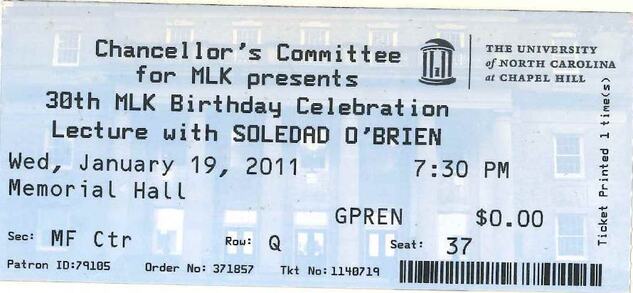 Chancellor's Committee
for MLK presents
30th MLK Birthday Celebration
Lecture with SOLEDAD O'BRIEN
THE UNIVERSITY
of NORTH CAROLINA
at CHAPEL HILL
Wed, January 19, 2011 7:30 PM
Memorial Hall
GPREN $0.00
Sec: MF Ctr Row: Q Seat: 37
Patron ID:79105 Order No: 371857 Tkt No: 1140719
Ticket Printed 1 time(s)